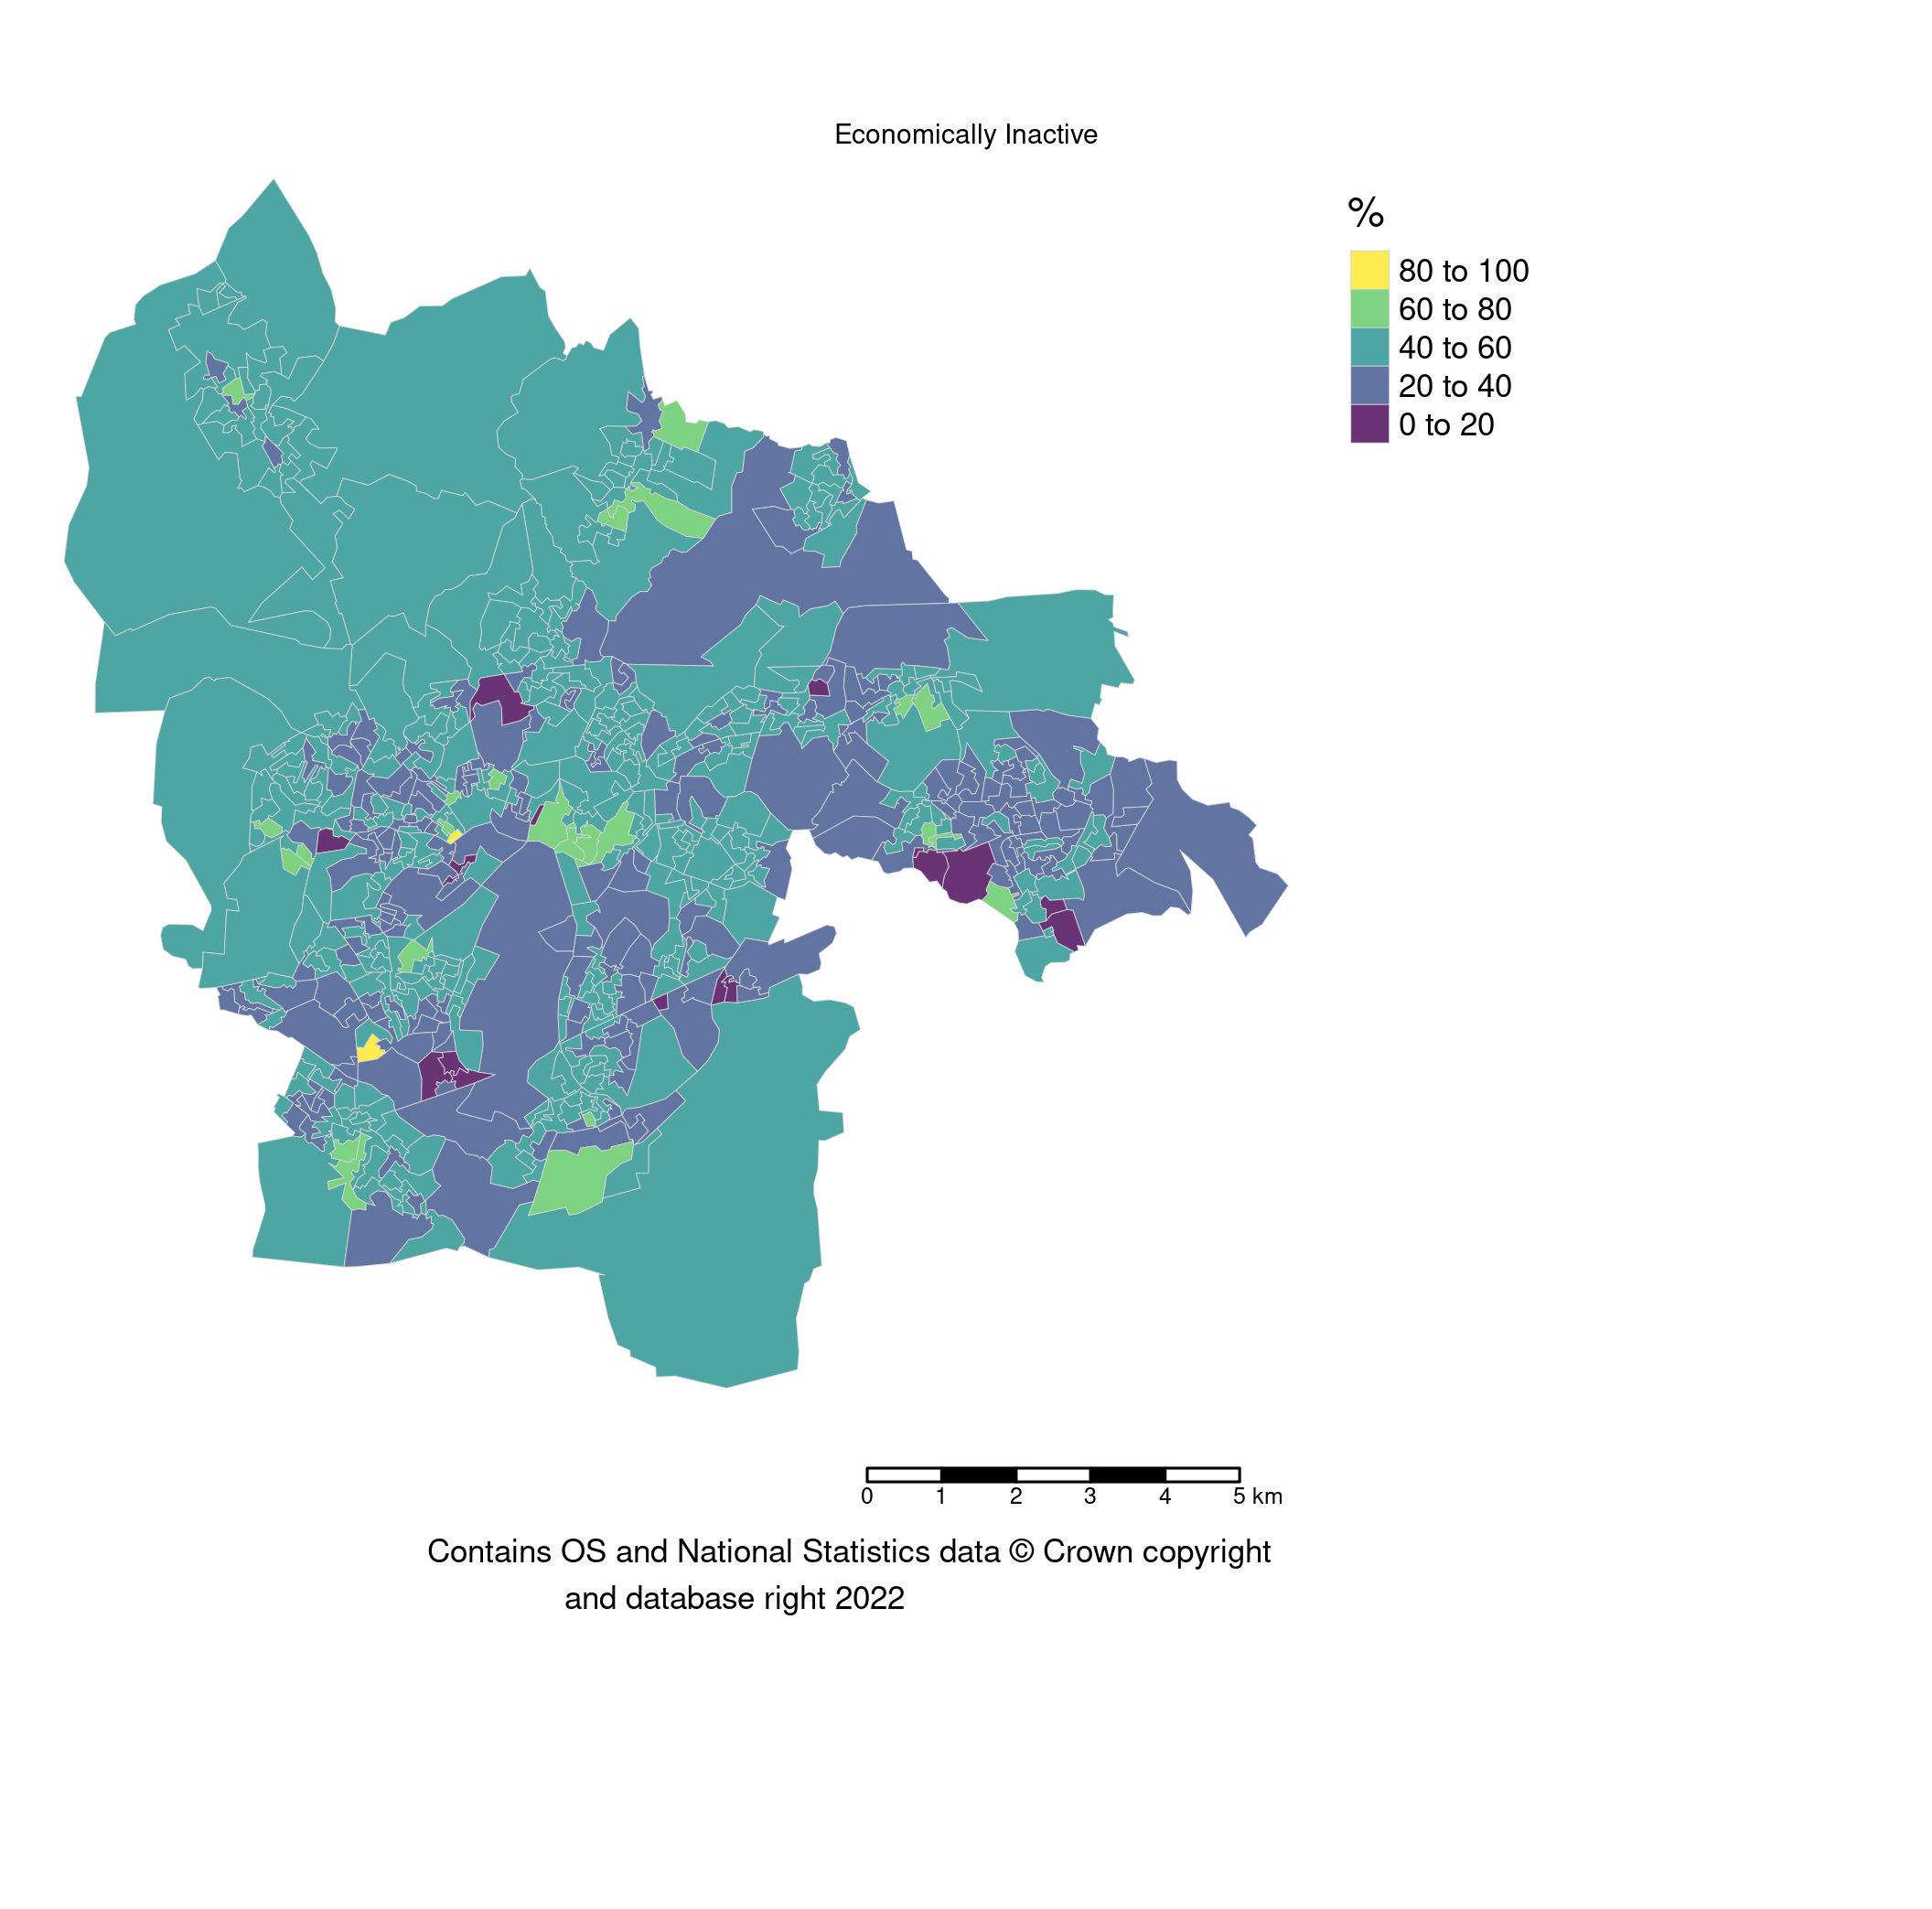 Economically Inactive
%
80 to 100
60 to 80
40 to 60
20 to 40
0 to 20
0 1 2 3 4 5 km
Contains OS and National Statistics data © Crown copyright
and database right 2022